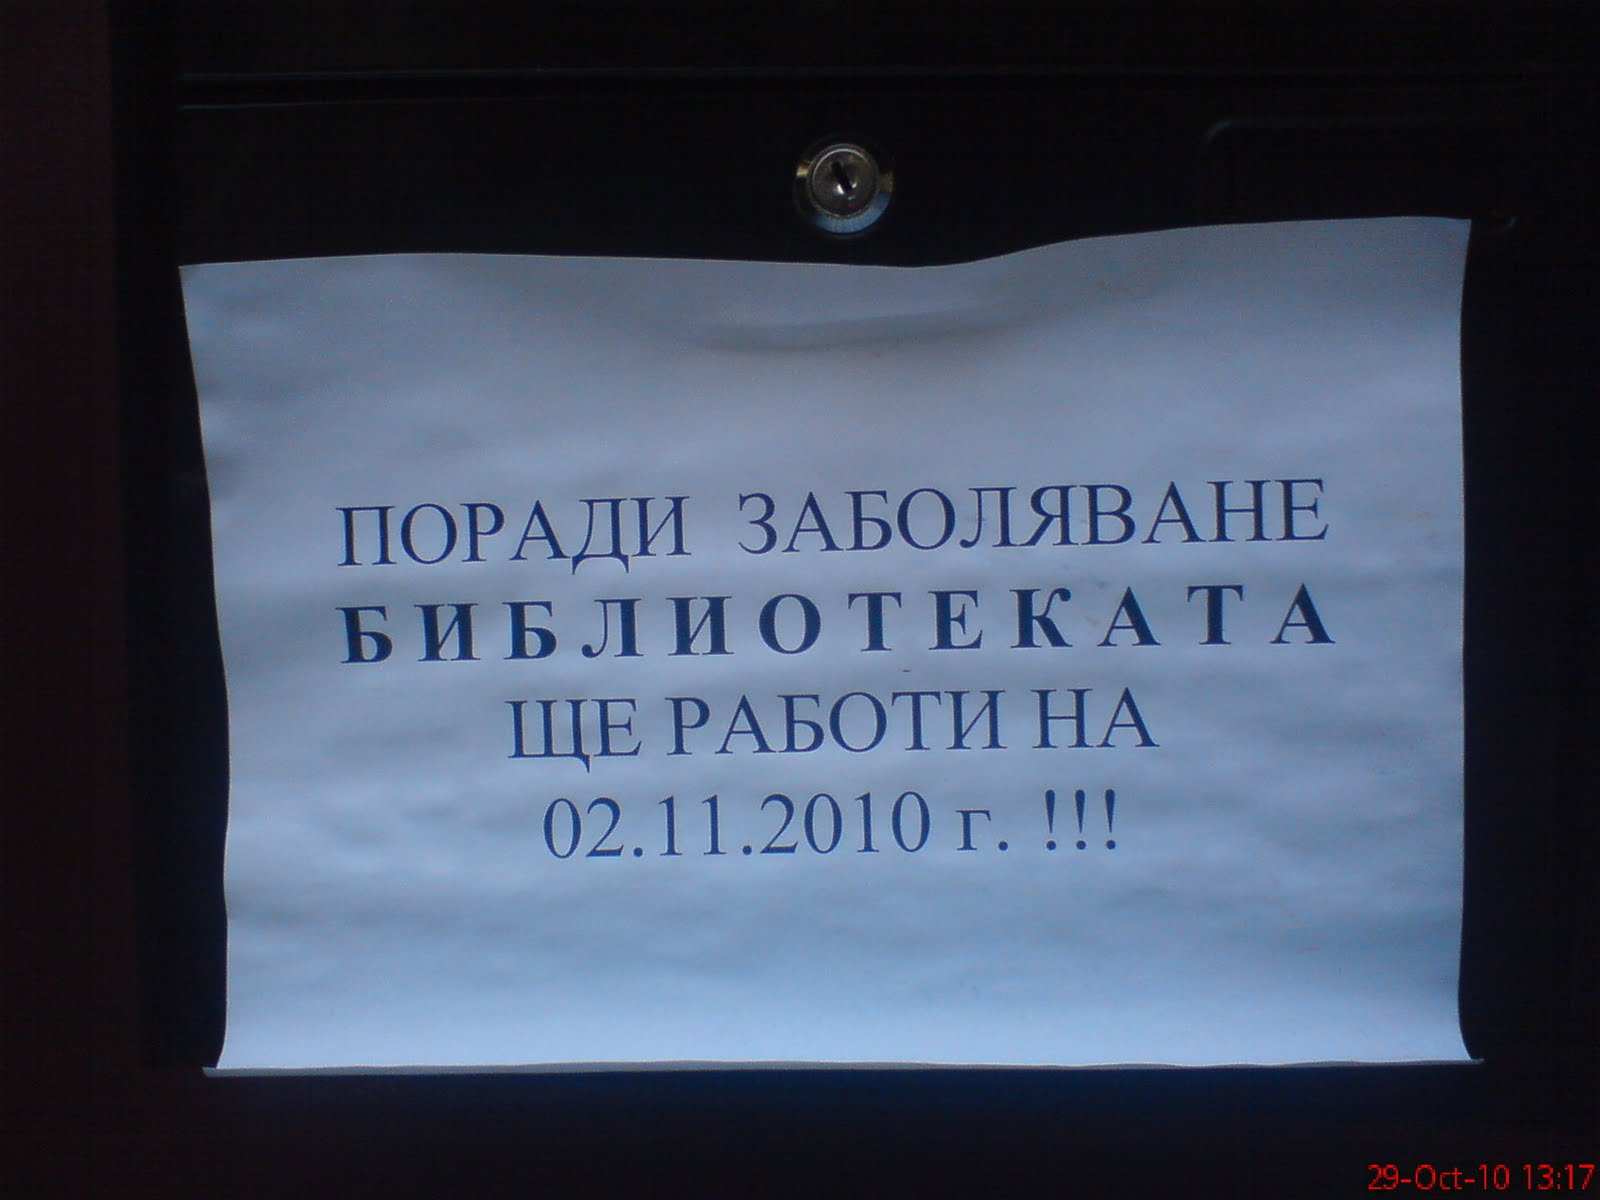 ПОРАДИ ЗАБОЛЯВАНЕ
БИБЛИОТЕКАТА
ЩЕ РАБОТИ НА
02.11.2010 г. !!!
29-Oct-10 13:17